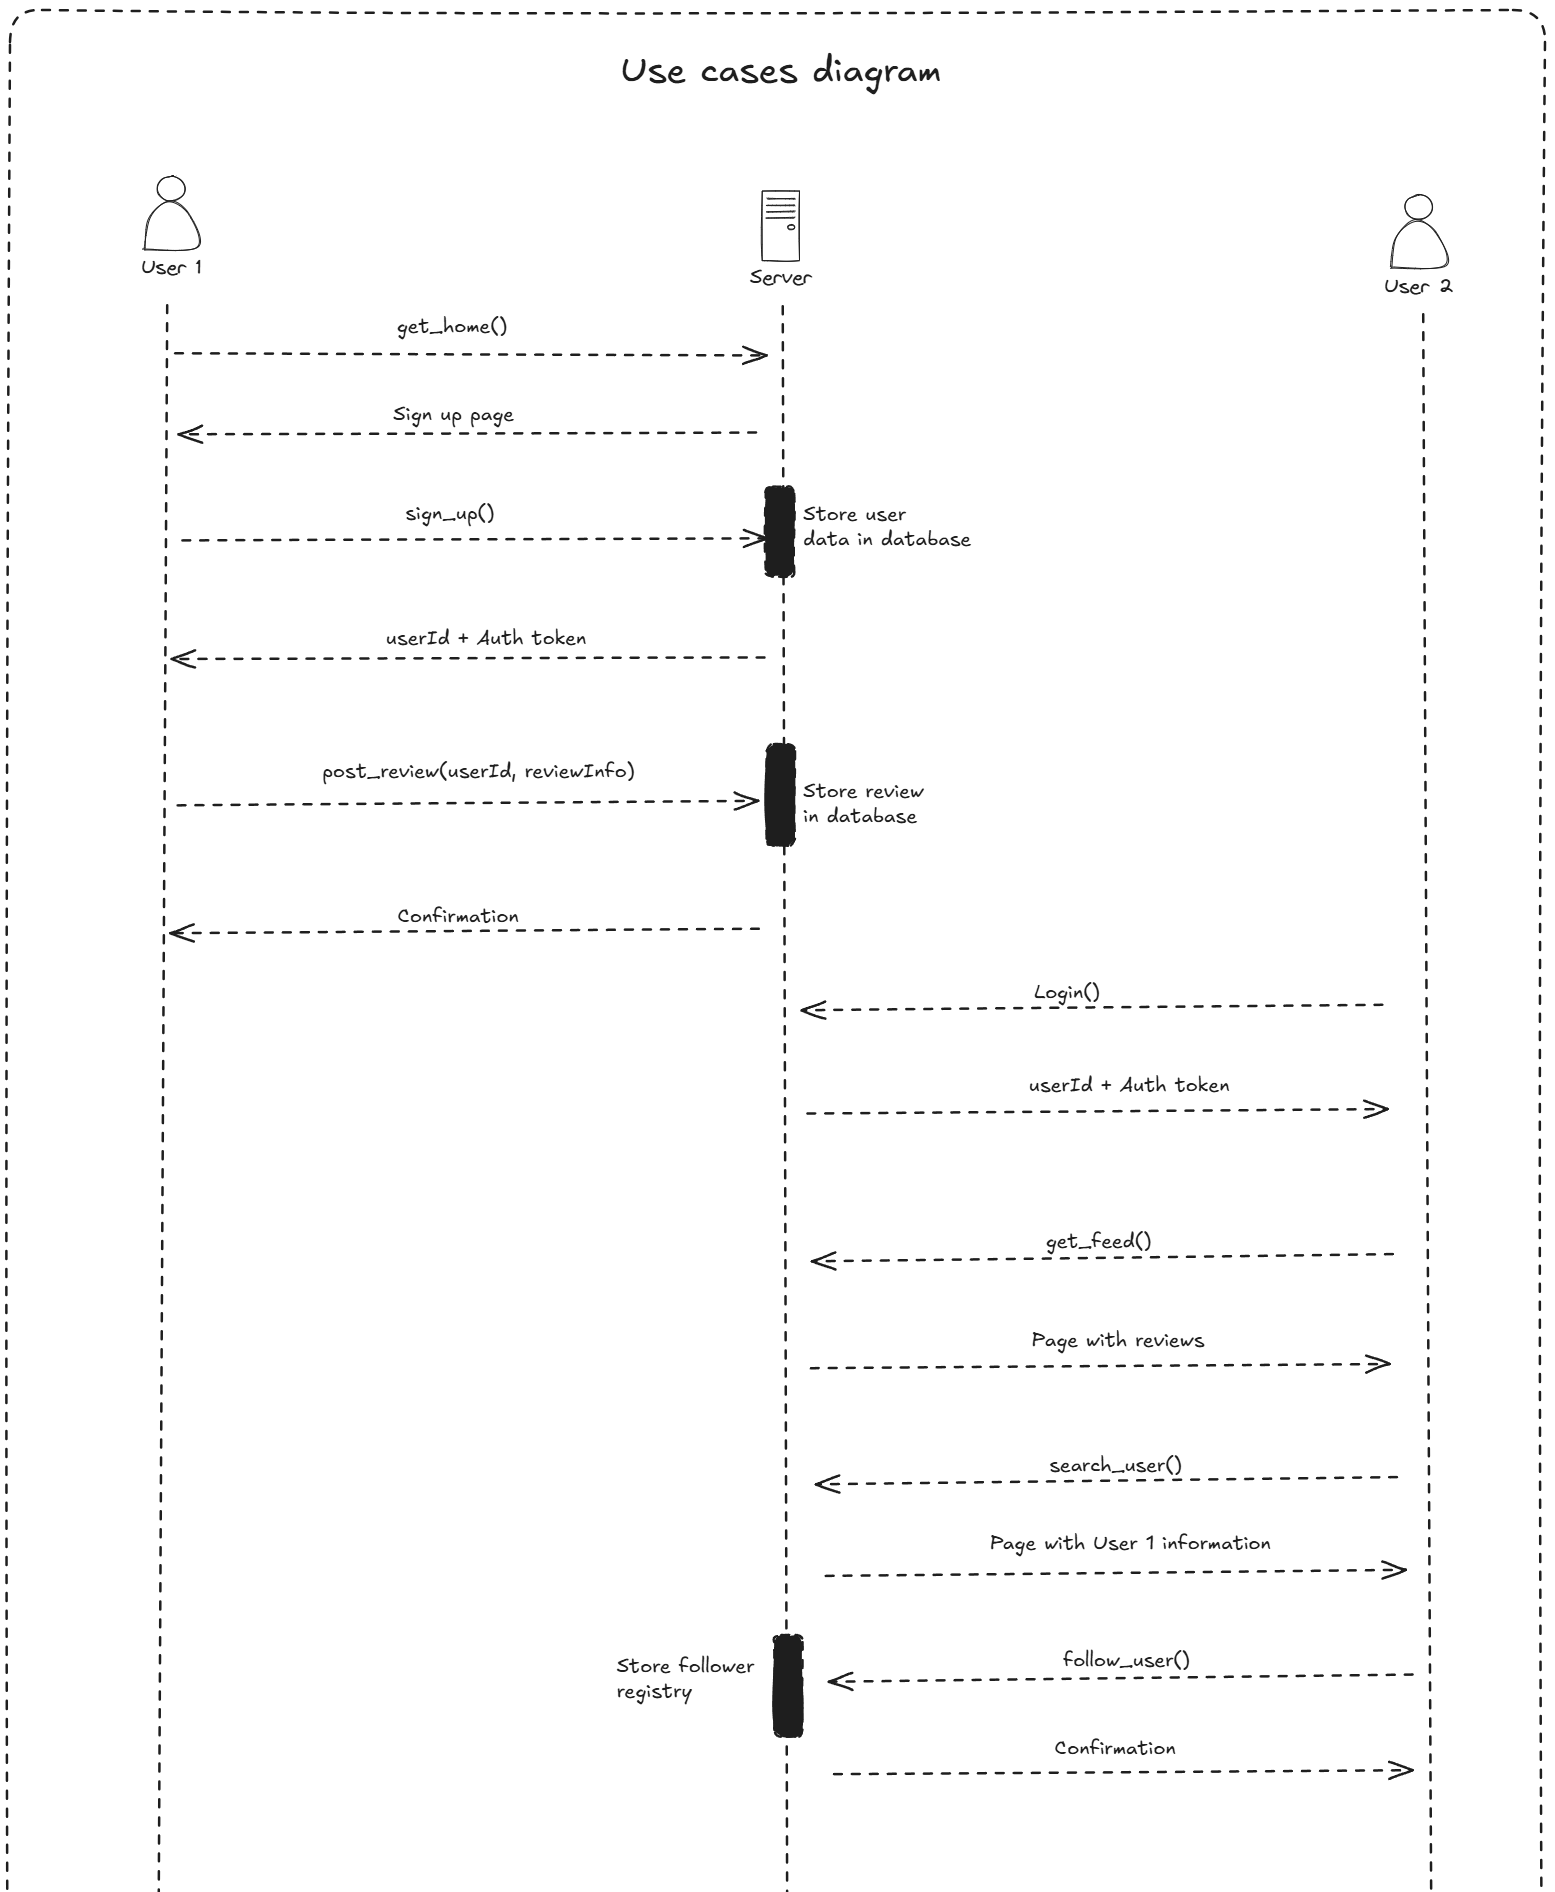 Use cases diagram
User 1
Server
User 2
get_home()
Sign up page
sign_up()
Store user
data in database
userId + Auth token
post_review(userId, reviewInfo)
Store review
in database
Confirmation
Login()
userId + Auth token
get_feed()
Page with reviews
search_user()
Page with User 1 information
follow_user()
Store follower
registry
Confirmation